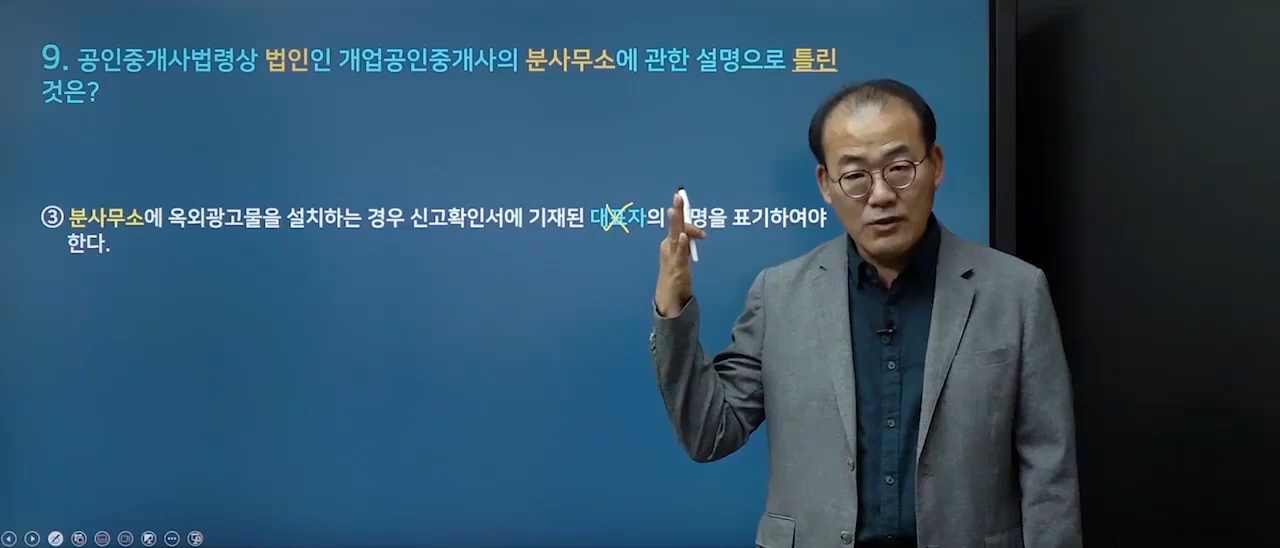 9. 공인중개사법령상 법인인 개업공인중개사의 분사무소에 관한 설명으로 틀린
것은?
③ 분사무소에 옥외광고물을 설치하는 경우 신고확인서에 기재된 대표자의 명을 표기하여야
한다.